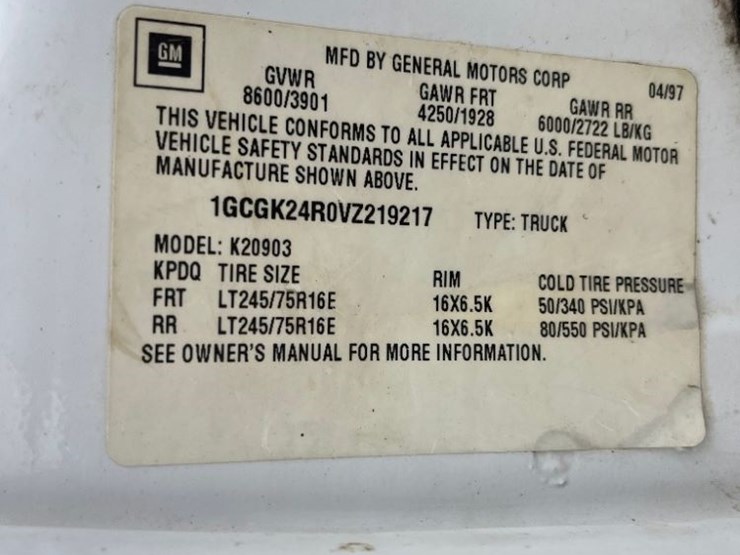 GM
MFD BY GENERAL MOTORS CORP 04/97
GVWR GAWR FRT GAWR RR
8600/3901 4250/1928 6000/2722 LB/KG
THIS VEHICLE CONFORMS TO ALL APPLICABLE U.S. FEDERAL MOTOR
VEHICLE SAFETY STANDARDS IN EFFECT ON THE DATE OF
MANUFACTURE SHOWN ABOVE.
1GCGK24R0VZ219217 TYPE: TRUCK
MODEL: K20903
KPDQ TIRE SIZE RIM COLD TIRE PRESSURE
FRT LT245/75R16E 16X6.5K 50/340 PSI/KPA
RR LT245/75R16E 16X6.5K 80/550 PSI/KPA
SEE OWNER'S MANUAL FOR MORE INFORMATION.